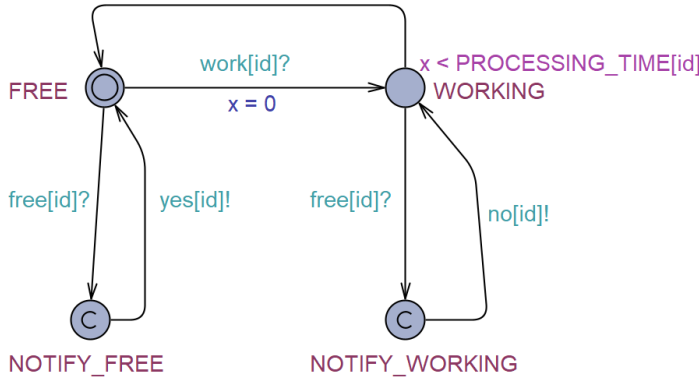 work[id]?
x < PROCESSING_TIME[id]
FREE
WORKING
x = 0
free[id]?
yes[id]!
free[id]?
no[id]!
C
C
NOTIFY_FREE
NOTIFY_WORKING